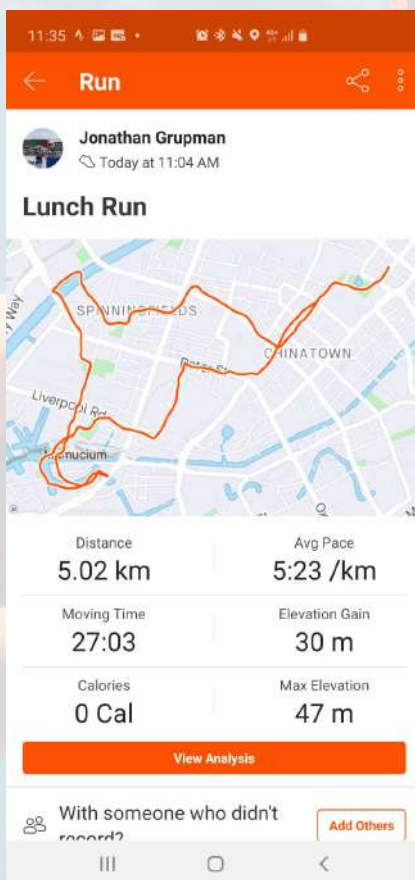 11:35
Run
Jonathan Grupman
Today at 11:04 AM
Lunch Run
Way
SPINNINGFIELDS
CHINATOWN
Liverpool Rd
Distance
Avg Pace
5.02 km
5:23 /km
Moving Time
Elevation Gain
27:03
30 m
Calories
Max Elevation
0 Cal
47 m
View Analysis
With someone who didn't
record?
Add Others